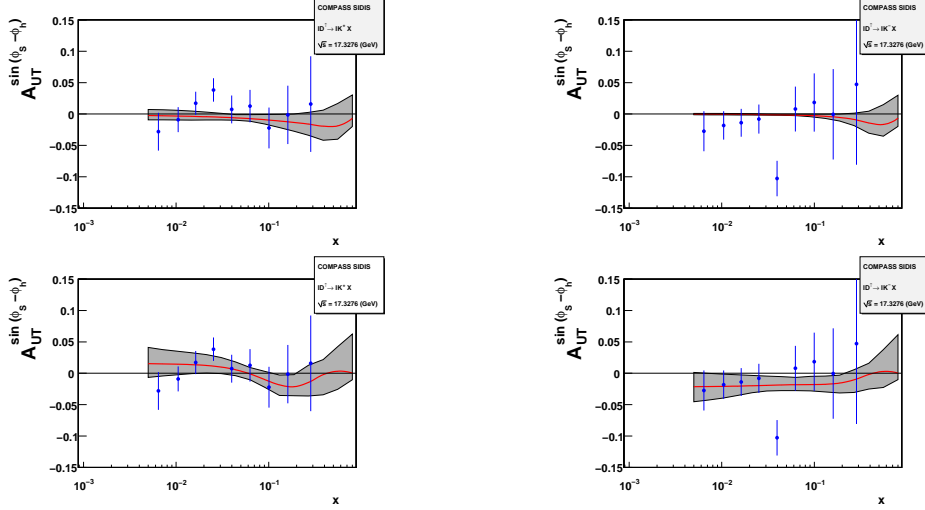 COMPASS SIDIS
lD↑→ lK⁺ X
√s = 17.3276 (GeV)
A_UT^sin (ϕ_S −ϕ_h)
0.15
0.1
0.05
0
−0.05
−0.1
−0.15
10⁻³
10⁻²
10⁻¹
x
COMPASS SIDIS
lD↑→ lK⁻ X
√s = 17.3276 (GeV)
A_UT^sin (ϕ_S −ϕ_h)
0.15
0.1
0.05
0
−0.05
−0.1
−0.15
10⁻³
10⁻²
10⁻¹
x
COMPASS SIDIS
lD↑→ lK⁺ X
√s = 17.3276 (GeV)
A_UT^sin (ϕ_S −ϕ_h)
0.15
0.1
0.05
0
−0.05
−0.1
−0.15
10⁻³
10⁻²
10⁻¹
x
COMPASS SIDIS
lD↑→ lK⁻ X
√s = 17.3276 (GeV)
A_UT^sin (ϕ_S −ϕ_h)
0.15
0.1
0.05
0
−0.05
−0.1
−0.15
10⁻³
10⁻²
10⁻¹
x